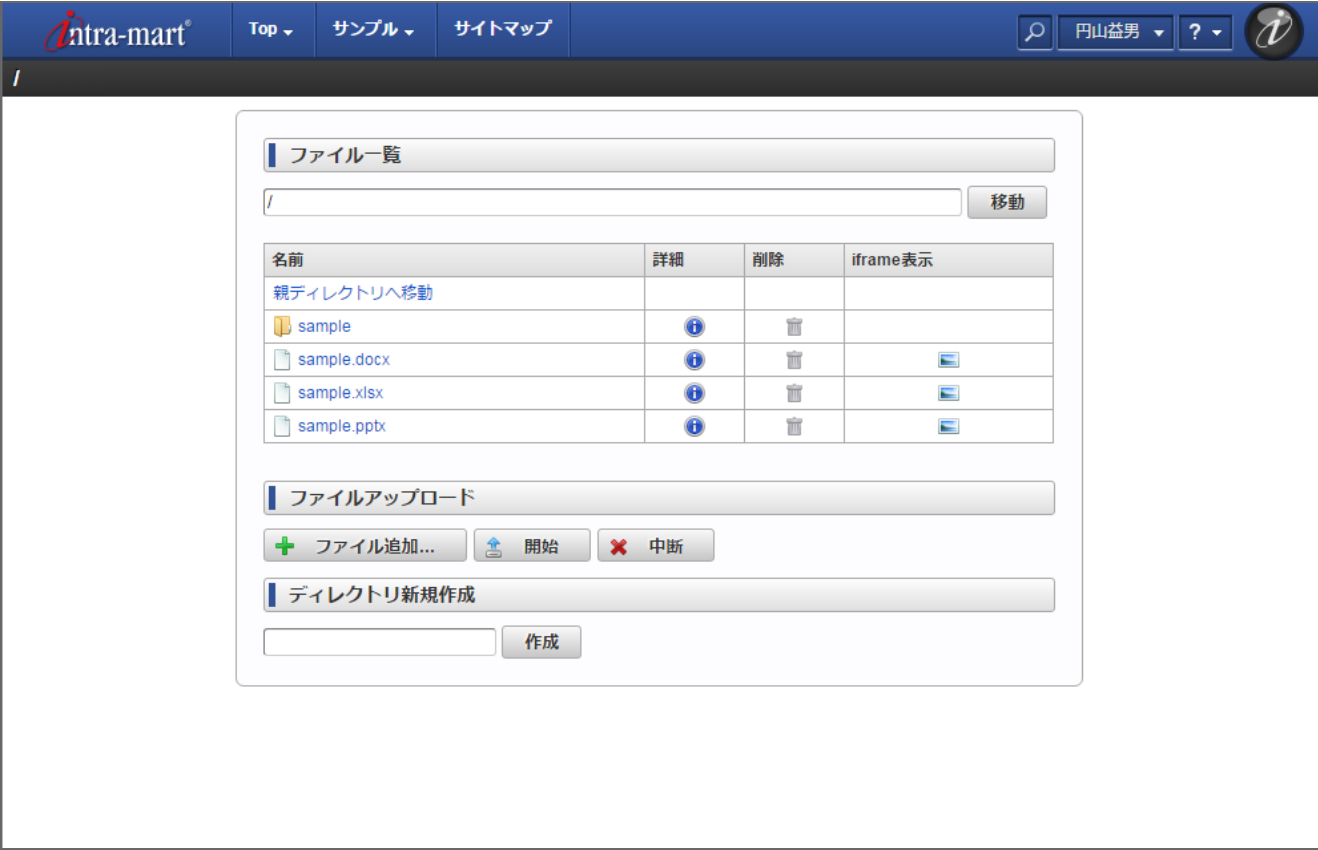 intra-mart® Top サンプル サイトマップ 円山益男 ?
/
ファイル一覧
/ 移動
名前 詳細 削除 iframe表示
親ディレクトリへ移動
sample
sample.docx
sample.xlsx
sample.pptx
ファイルアップロード
ファイル追加... 開始 中断
ディレクトリ新規作成
作成